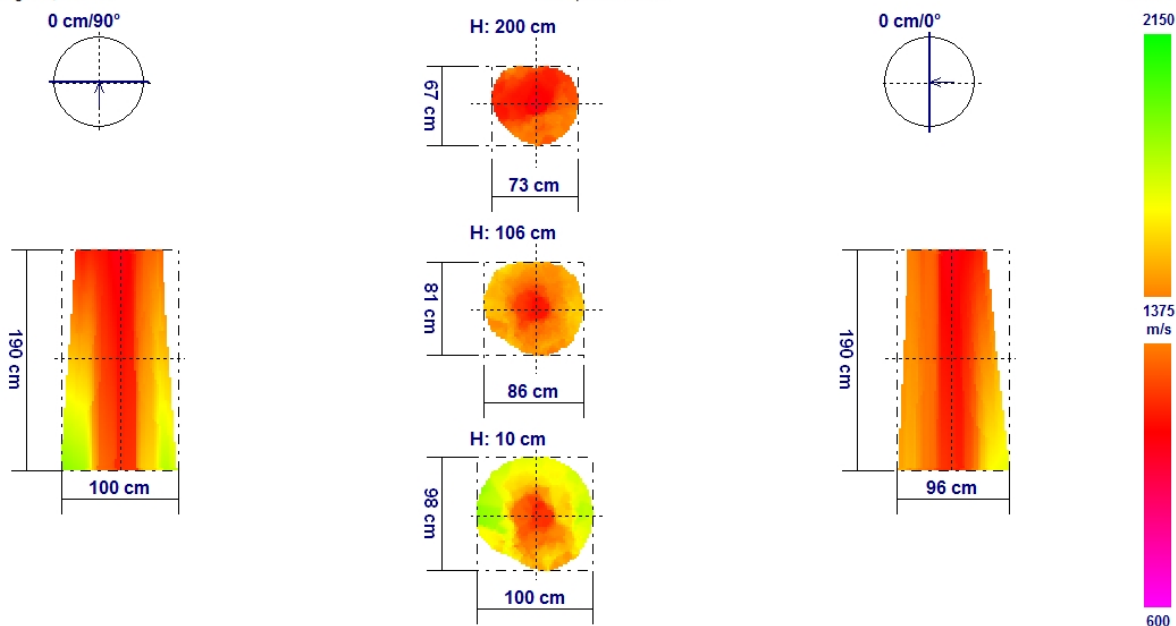 0 cm/90°
H: 200 cm
0 cm/0°
2150
67 cm
73 cm
H: 106 cm
81 cm
86 cm
190 cm
100 cm
190 cm
96 cm
1375
m/s
H: 10 cm
98 cm
100 cm
600